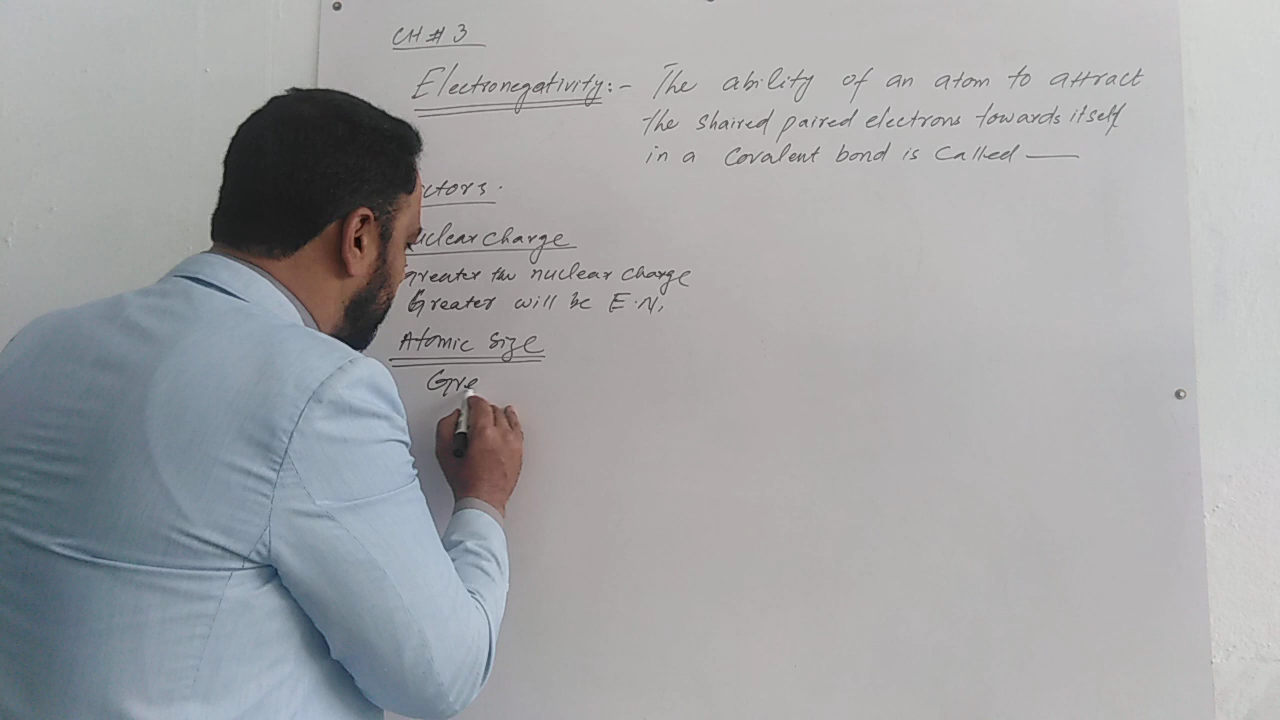 CH # 3
Electronegativity:- The ability of an atom to attract
the shaired paired electrons towards itself
in a Covalent bond is Called —
ctors.
uclear charge
Greater the nuclear charge
Greater will be E.N.
Atomic Size
Gre